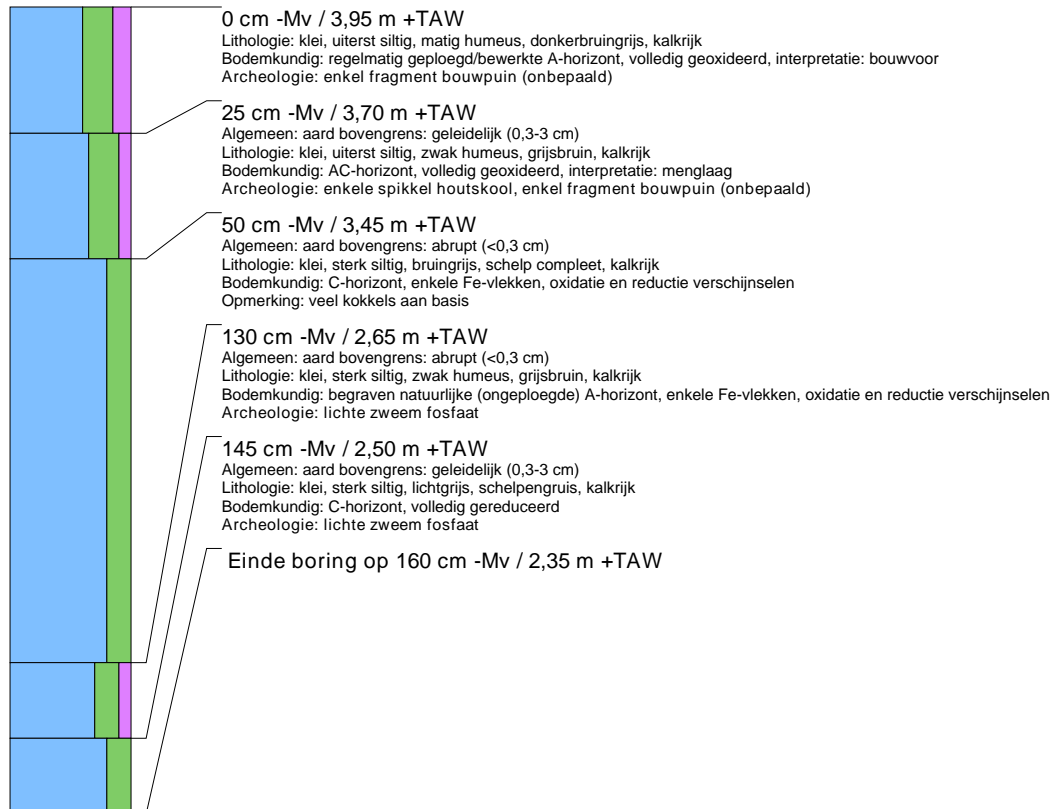 0 cm -Mv / 3,95 m +TAW
Lithologie: klei, uiterst siltig, matig humeus, donkerbruingrijs, kalkrijk
Bodemkundig: regelmatig geploegd/bewerkte A-horizont, volledig geoxideerd, interpretatie: bouwvoor
Archeologie: enkel fragment bouwpuin (onbepaald)
25 cm -Mv / 3,70 m +TAW
Algemeen: aard bovengrens: geleidelijk (0,3-3 cm)
Lithologie: klei, uiterst siltig, zwak humeus, grijsbruin, kalkrijk
Bodemkundig: AC-horizont, volledig geoxideerd, interpretatie: menglaag
Archeologie: enkele spikkel houtskool, enkel fragment bouwpuin (onbepaald)
50 cm -Mv / 3,45 m +TAW
Algemeen: aard bovengrens: abrupt (<0,3 cm)
Lithologie: klei, sterk siltig, bruingrijs, schelp compleet, kalkrijk
Bodemkundig: C-horizont, enkele Fe-vlekken, oxidatie en reductie verschijnselen
Opmerking: veel kokkels aan basis
130 cm -Mv / 2,65 m +TAW
Algemeen: aard bovengrens: abrupt (<0,3 cm)
Lithologie: klei, sterk siltig, zwak humeus, grijsbruin, kalkrijk
Bodemkundig: begraven natuurlijke (ongeploegde) A-horizont, enkele Fe-vlekken, oxidatie en reductie verschijnselen
Archeologie: lichte zweem fosfaat
145 cm -Mv / 2,50 m +TAW
Algemeen: aard bovengrens: geleidelijk (0,3-3 cm)
Lithologie: klei, sterk siltig, lichtgrijs, schelpengruis, kalkrijk
Bodemkundig: C-horizont, volledig gereduceerd
Archeologie: lichte zweem fosfaat
Einde boring op 160 cm -Mv / 2,35 m +TAW